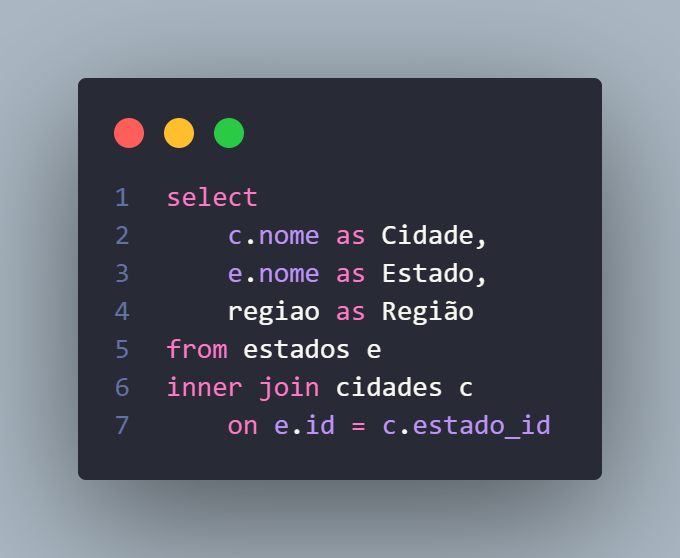 1 select
2 c.nome as Cidade,
3 e.nome as Estado,
4 regiao as Região
5 from estados e
6 inner join cidades c
7 on e.id = c.estado_id